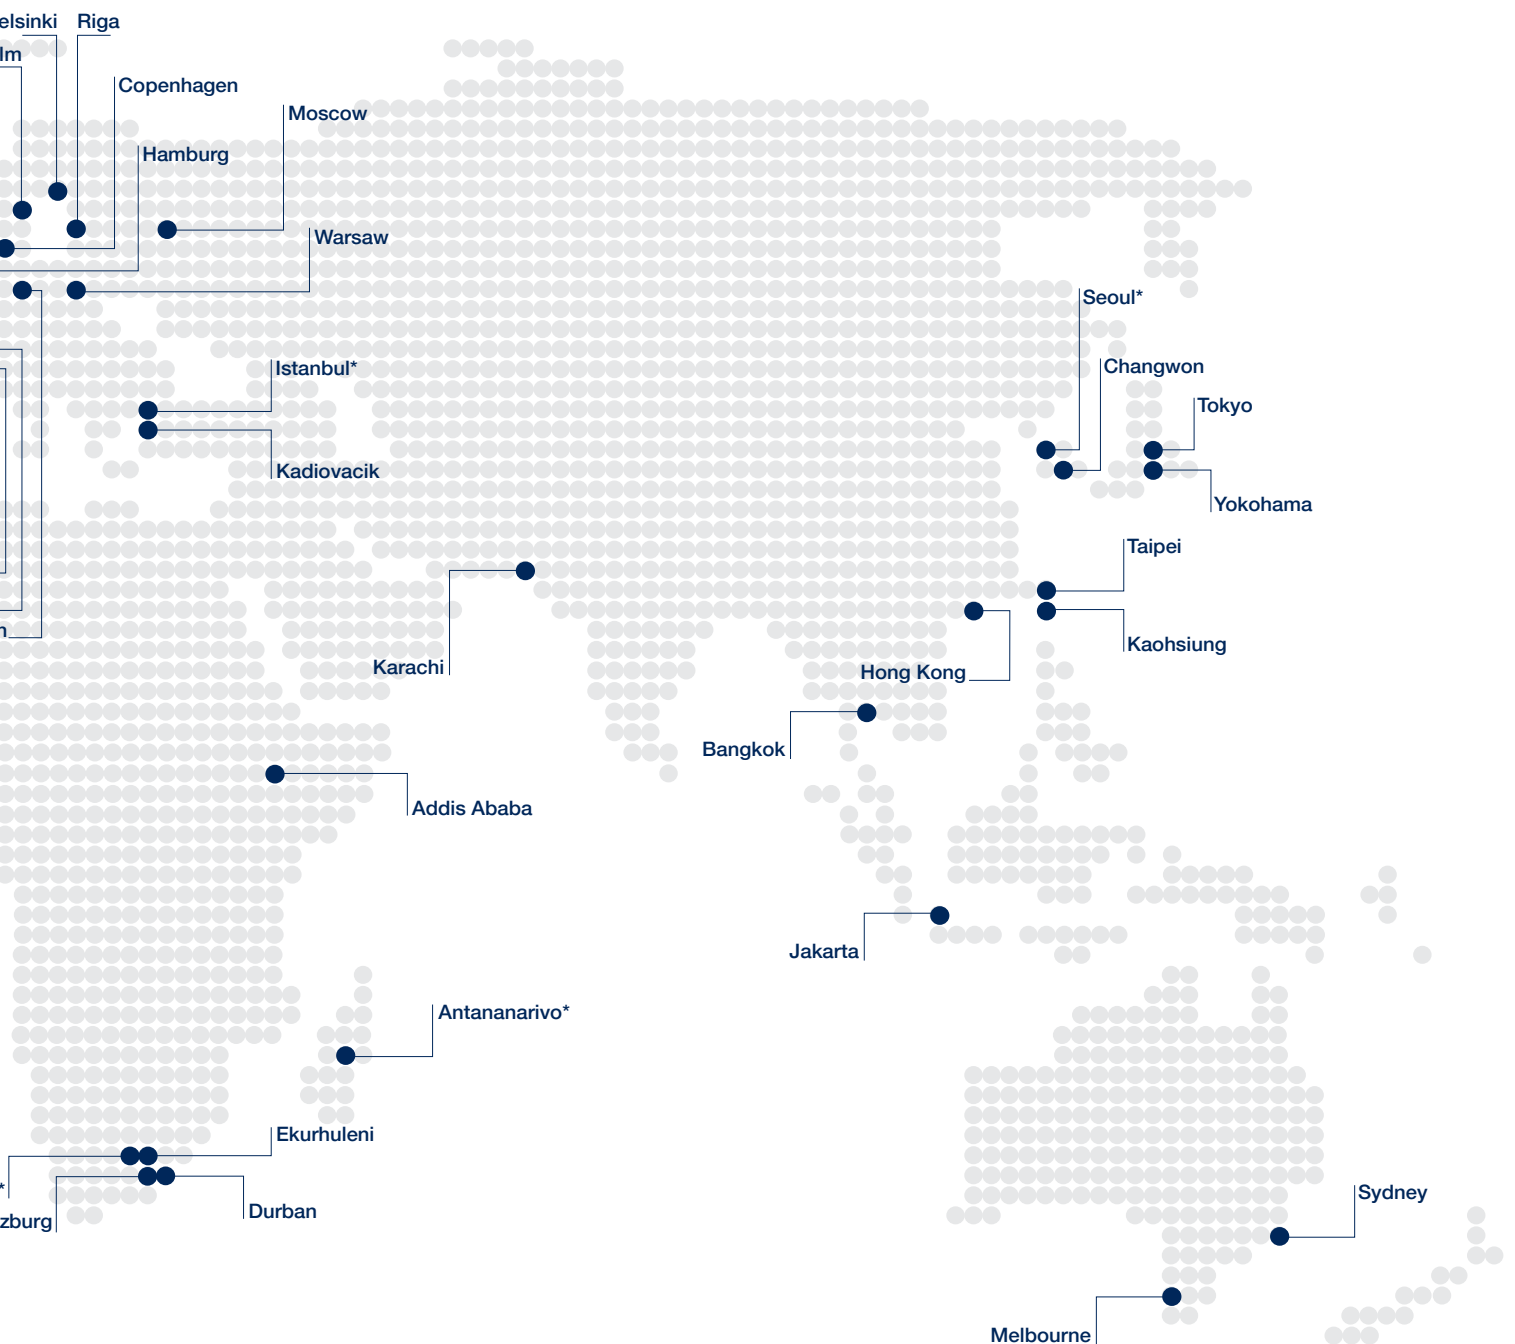 elsinki
Riga
lm
Copenhagen
Moscow
Hamburg
Warsaw
Seoul*
Istanbul*
Changwon
Tokyo
Kadiovacik
Yokohama
Taipei
n
Kaohsiung
Karachi
Hong Kong
Bangkok
Addis Ababa
Jakarta
Antananarivo*
Ekurhuleni
*
Sydney
Durban
zburg
Melbourne